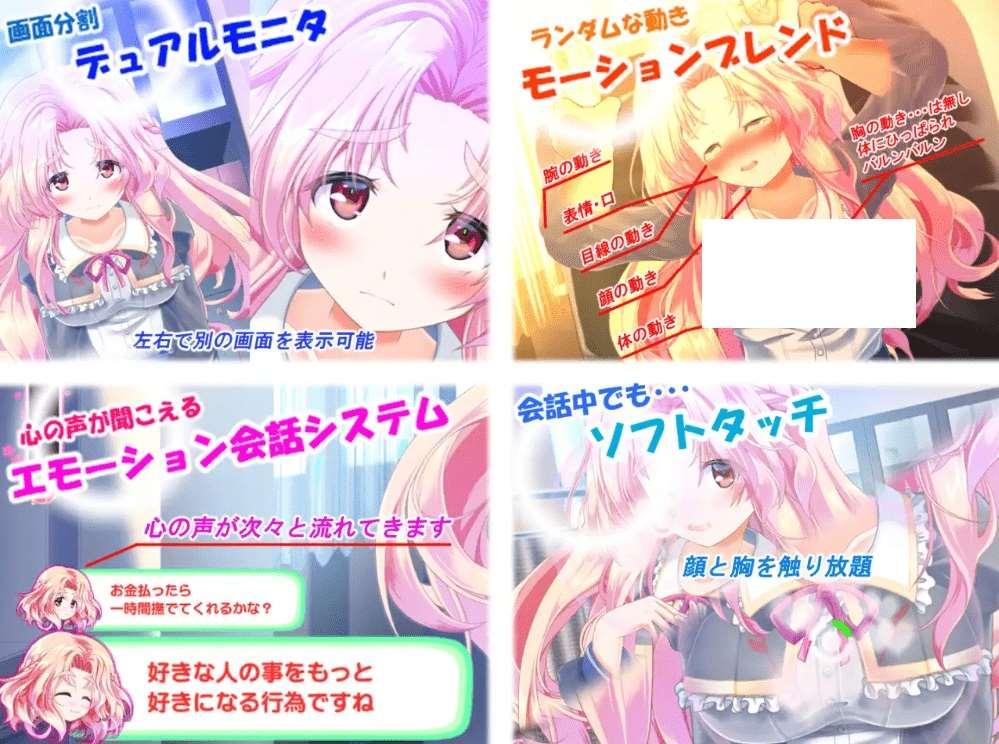 画面分割
デュアルモニタ
左右で別の画面を表示可能
ランダムな動き
モーションブレンド
腕の動き
表情・口
目線の動き
顔の動き
体の動き
胸の動き・・・は無し
体にひっぱられ
バルンバルン
心の声が聞こえる
エモーション会話システム
心の声が次々と流れてきます
お金払ったら
一時間撫でてくれるかな？
好きな人の事をもっと
好きになる行為ですね
会話中でも・・・
ソフトタッチ
顔と胸を触り放題